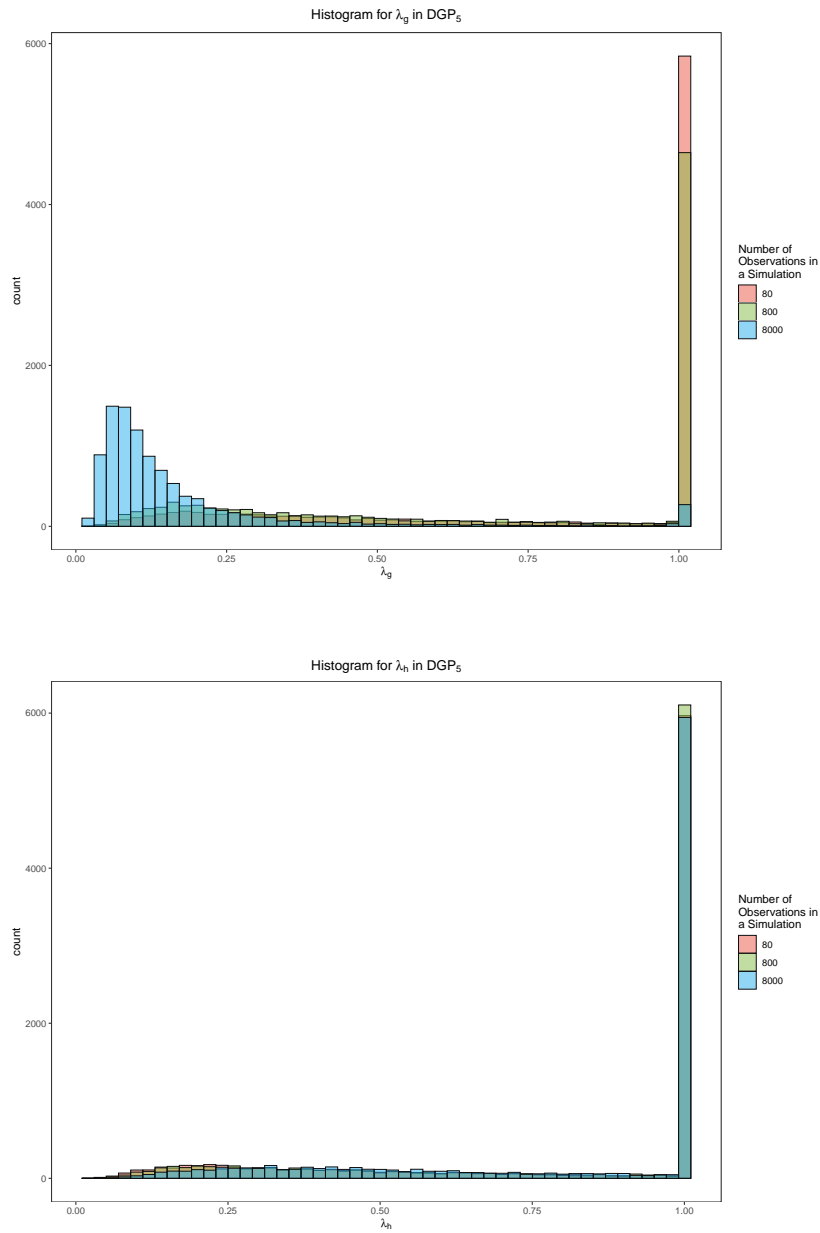 Histogram for λg in DGP5
6000
4000
2000
0
count
0.00 0.25 0.50 0.75 1.00
λg
Number of
Observations in
a Simulation
80
800
8000
Histogram for λh in DGP5
6000
4000
2000
0
count
0.00 0.25 0.50 0.75 1.00
λh
Number of
Observations in
a Simulation
80
800
8000